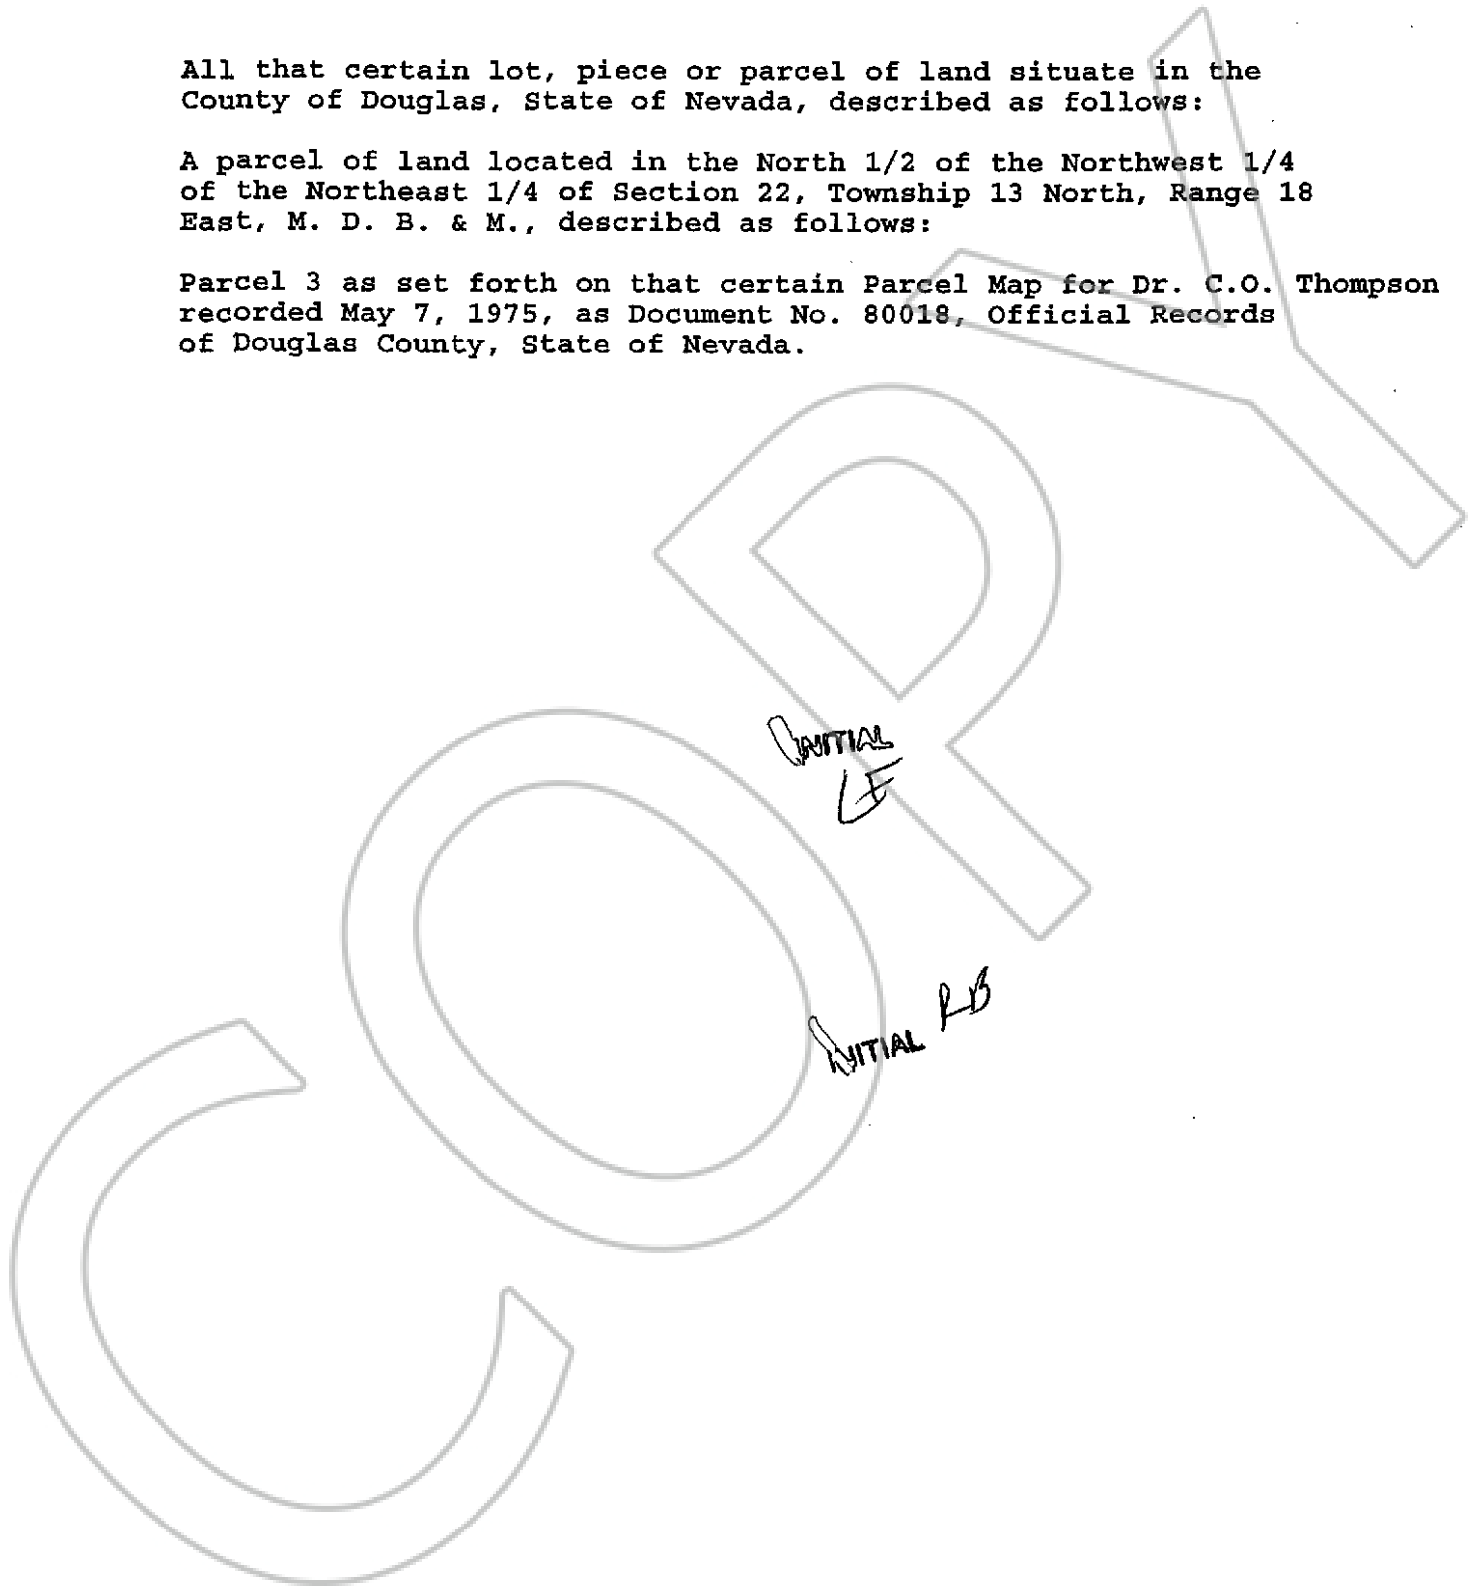 All that certain lot, piece or parcel of land situate in the
County of Douglas, State of Nevada, described as follows:
A parcel of land located in the North 1/2 of the Northwest 1/4
of the Northeast 1/4 of Section 22, Township 13 North, Range 18
East, M. D. B. & M., described as follows:
Parcel 3 as set forth on that certain Parcel Map for Dr. C.O. Thompson
recorded May 7, 1975, as Document No. 80018, Official Records
of Douglas County, State of Nevada.
INITIAL
LF
INITIAL RB
COPY